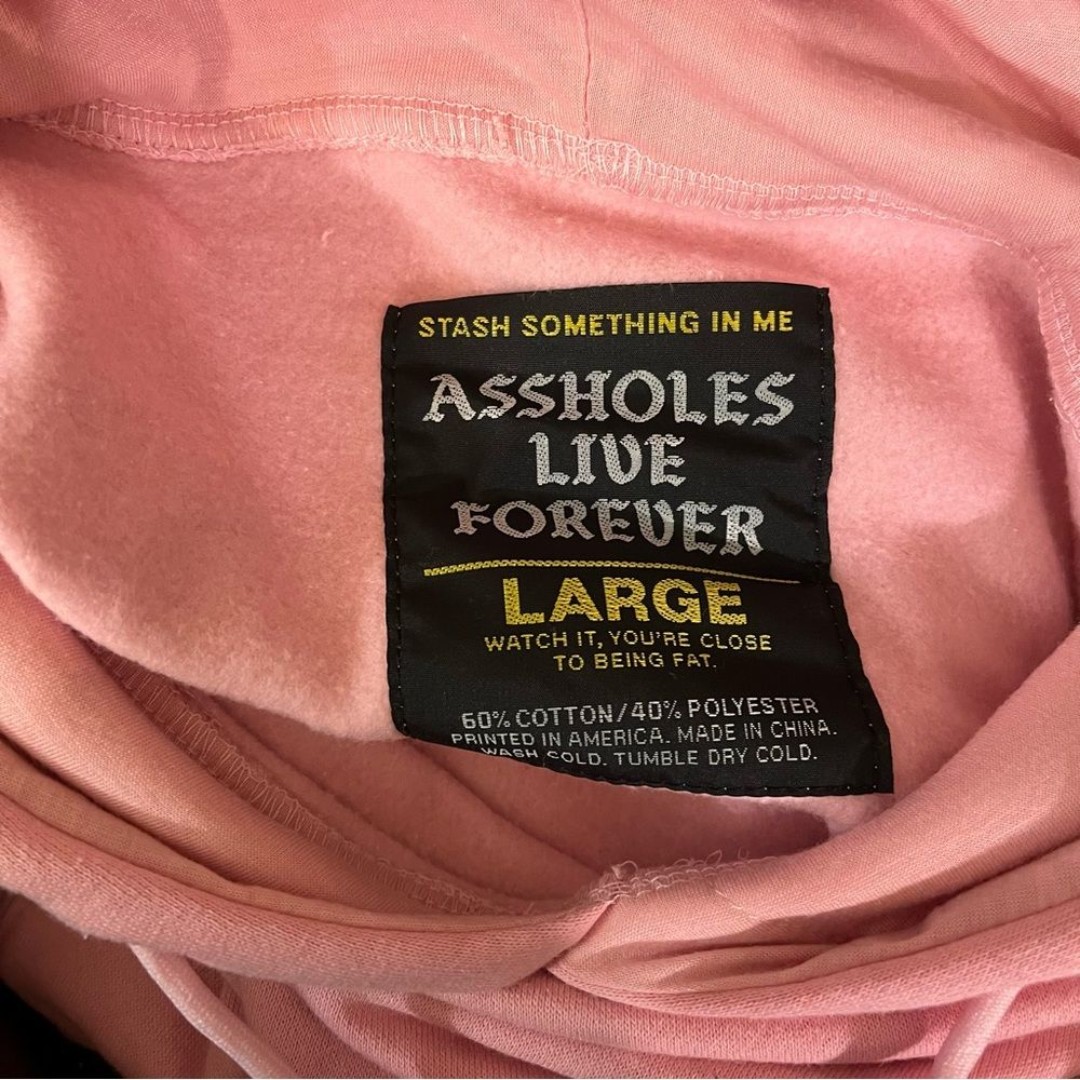 STASH SOMETHING IN ME
ASSHOLES
LIVE
FOREVER
LARGE
WATCH IT, YOU'RE CLOSE
TO BEING FAT.
60% COTTON/40% POLYESTER
PRINTED IN AMERICA. MADE IN CHINA.
WASH COLD. TUMBLE DRY COLD.